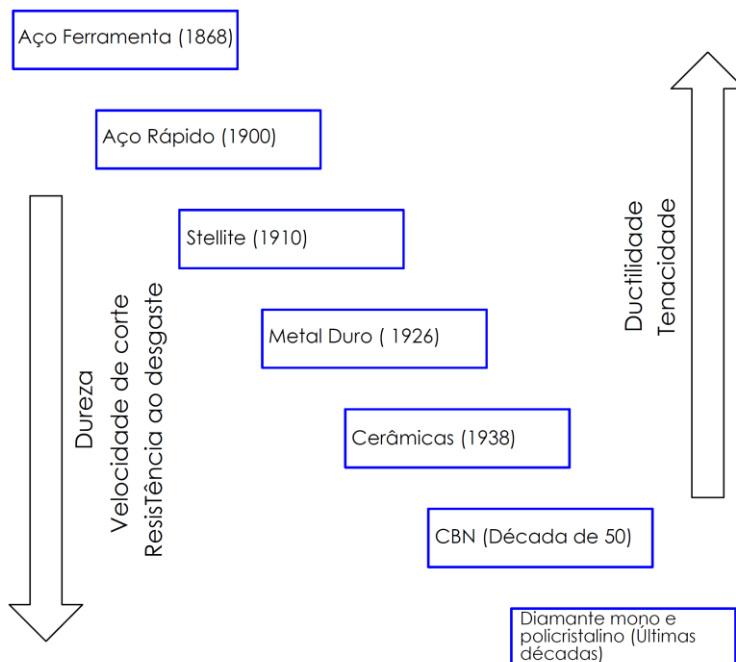 Aço Ferramenta (1868)
Aço Rápido (1900)
Stellite (1910)
Metal Duro ( 1926)
Cerâmicas (1938)
CBN (Década de 50)
Diamante mono e
policristalino (Últimas
décadas)
Dureza
Velocidade de corte
ResisTência ao desgaste
Ductilidade
Tenacidade